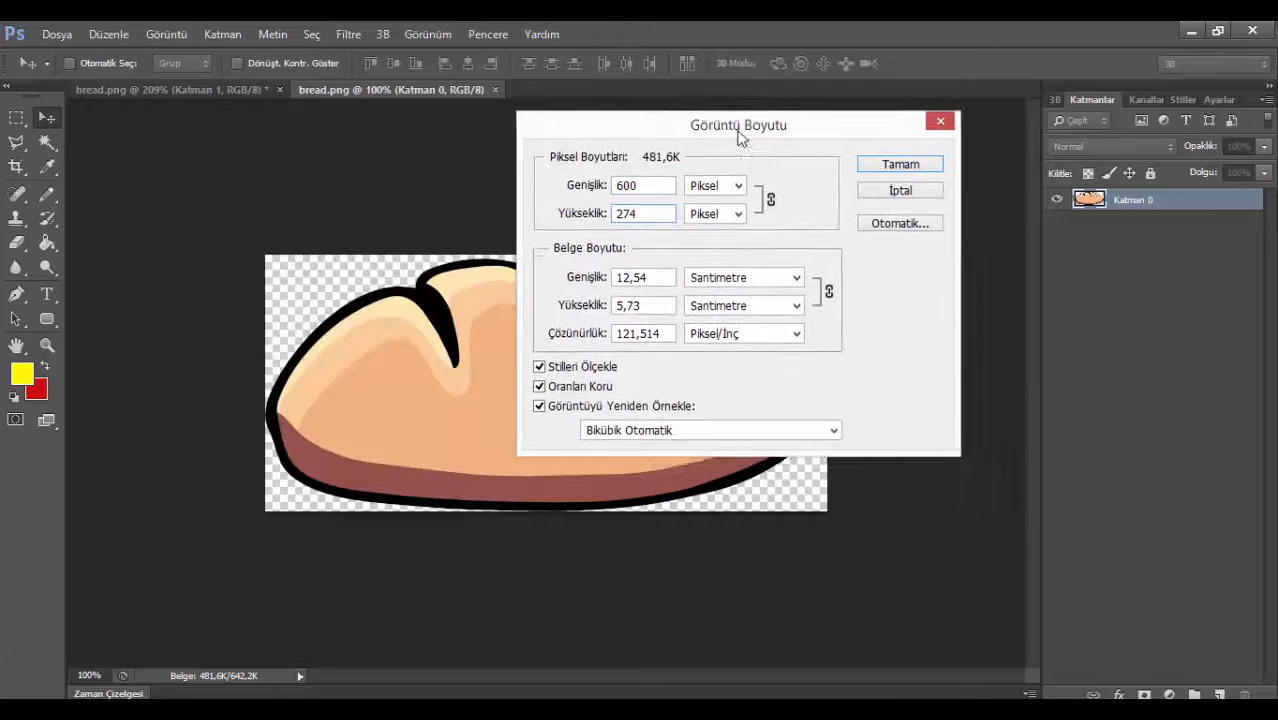 Ps Dosya Düzenle Görüntü Katman Metin Seç Filtre 3B Görünüm Pencere Yardım
Otomatik Seç: Grup Dönüşt. Kontr. Göster 3B Modu: 3B
bread.png @ 209% (Katman 1, RGB/8) * × bread.png @ 100% (Katman 0, RGB/8) ×
3B Katmanlar Kanallar Stiller Ayarlar
Çeşit
Normal Opaklık: 100%
Kilitle: Dolgu: 100%
Katman 0
Görüntü Boyutu
Piksel Boyutları: 481,6K
Genişlik: 600 Piksel
Yükseklik: 274 Piksel
Tamam
İptal
Otomatik...
Belge Boyutu:
Genişlik: 12,54 Santimetre
Yükseklik: 5,73 Santimetre
Çözünürlük: 121,514 Piksel/İnç
Stilleri Ölçekle
Oranları Koru
Görüntüyü Yeniden Örnekle:
Bikübik Otomatik
T
100% Belge: 481,6K/642,2K
Zaman Çizelgesi
fx